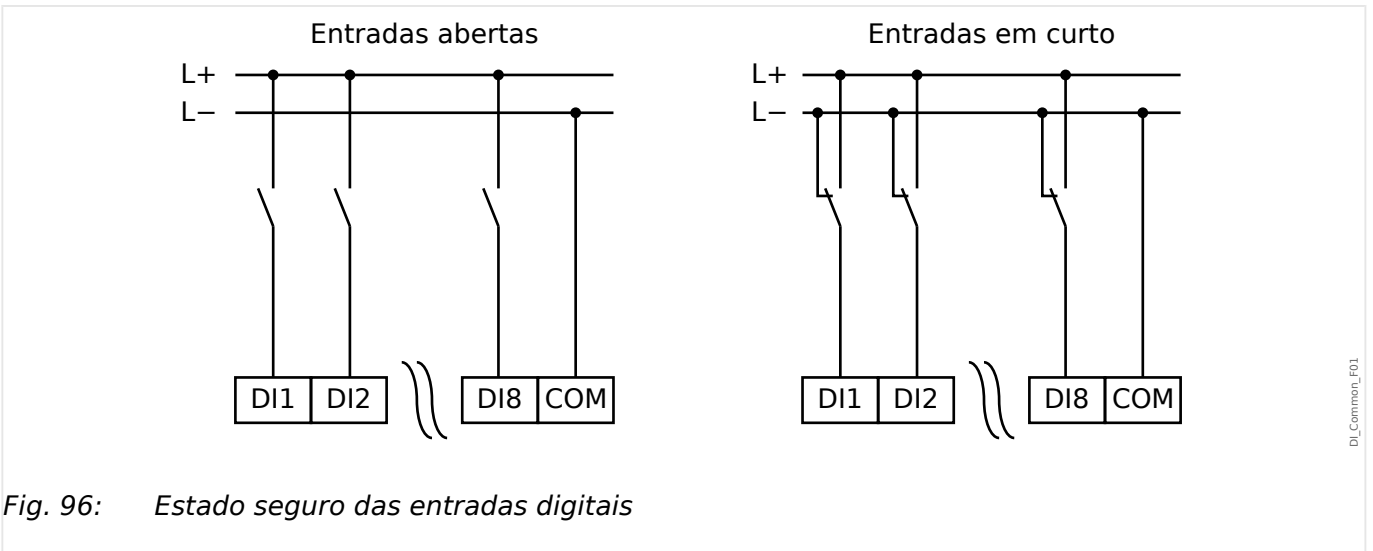 Entradas abertas
Entradas em curto
L+
L−
L+
L−
DI1 DI2 DI8 COM
DI1 DI2 DI8 COM
DI_Common_F01
Fig. 96: Estado seguro das entradas digitais